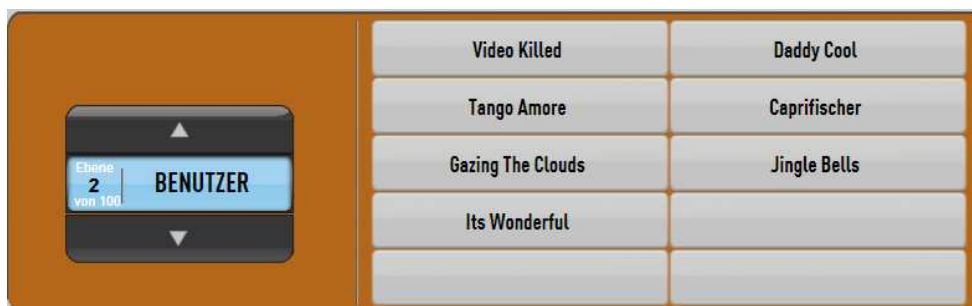 Ebene
2
von 100
BENUTZER
Video Killed
Daddy Cool
Tango Amore
Caprifischer
Gazing The Clouds
Jingle Bells
Its Wonderful